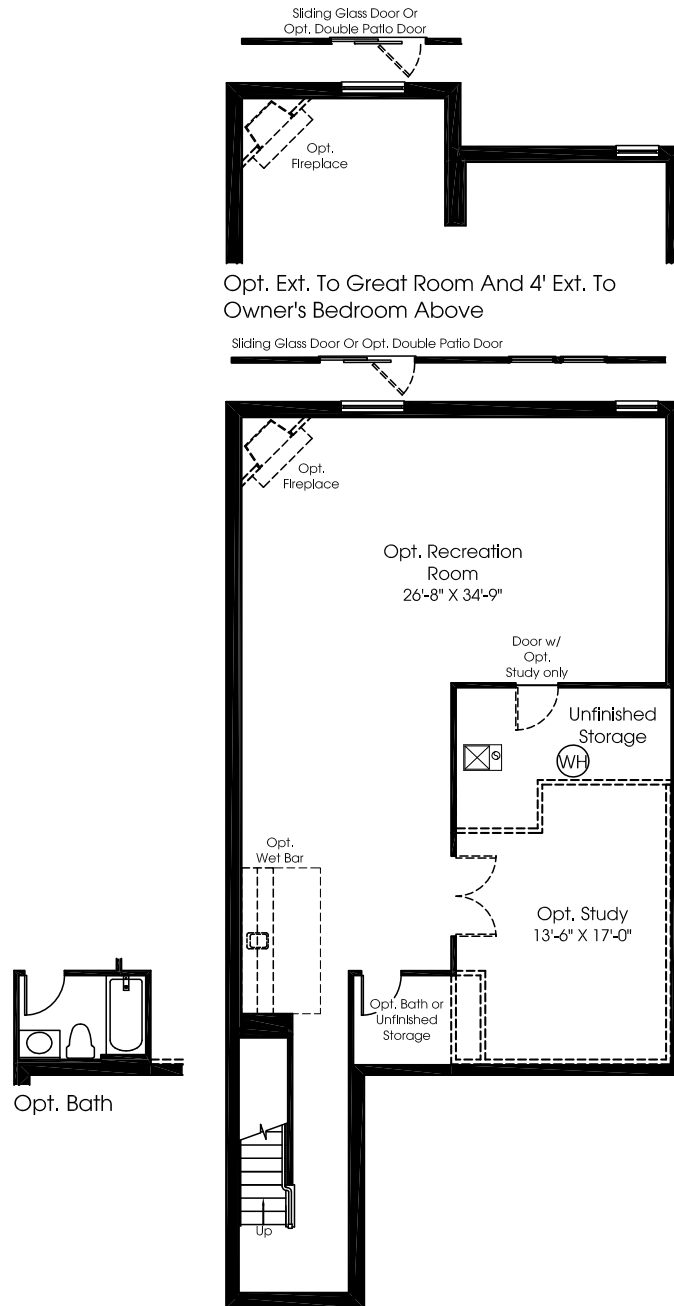 Sliding Glass Door Or
Opt. Double Patio Door
Opt.
Fireplace
Opt. Ext. To Great Room And 4' Ext. To
Owner's Bedroom Above
Sliding Glass Door Or Opt. Double Patio Door
Opt.
Fireplace
Opt. Recreation
Room
26'-8" X 34'-9"
Door w/
Opt.
Study only
Unfinished
Storage
WH
Opt.
Wet Bar
Opt. Study
13'-6" X 17'-0"
Opt. Bath or
Unfinished
Storage
Opt. Bath
Up